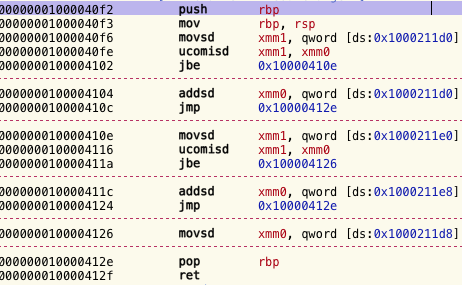 00000001000040f2 push rbp
00000001000040f3 mov rbp, rsp
00000001000040f6 movsd xmm1, qword [ds:0x1000211d0]
00000001000040fe ucomisd xmm1, xmm0
0000000100004102 jbe 0x10000410e
0000000100004104 addsd xmm0, qword [ds:0x1000211d0]
000000010000410c jmp 0x10000412e
000000010000410e movsd xmm1, qword [ds:0x1000211e0]
0000000100004116 ucomisd xmm1, xmm0
000000010000411a jbe 0x100004126
000000010000411c addsd xmm0, qword [ds:0x1000211e8]
0000000100004124 jmp 0x10000412e
0000000100004126 movsd xmm0, qword [ds:0x1000211d8]
000000010000412e pop rbp
000000010000412f ret